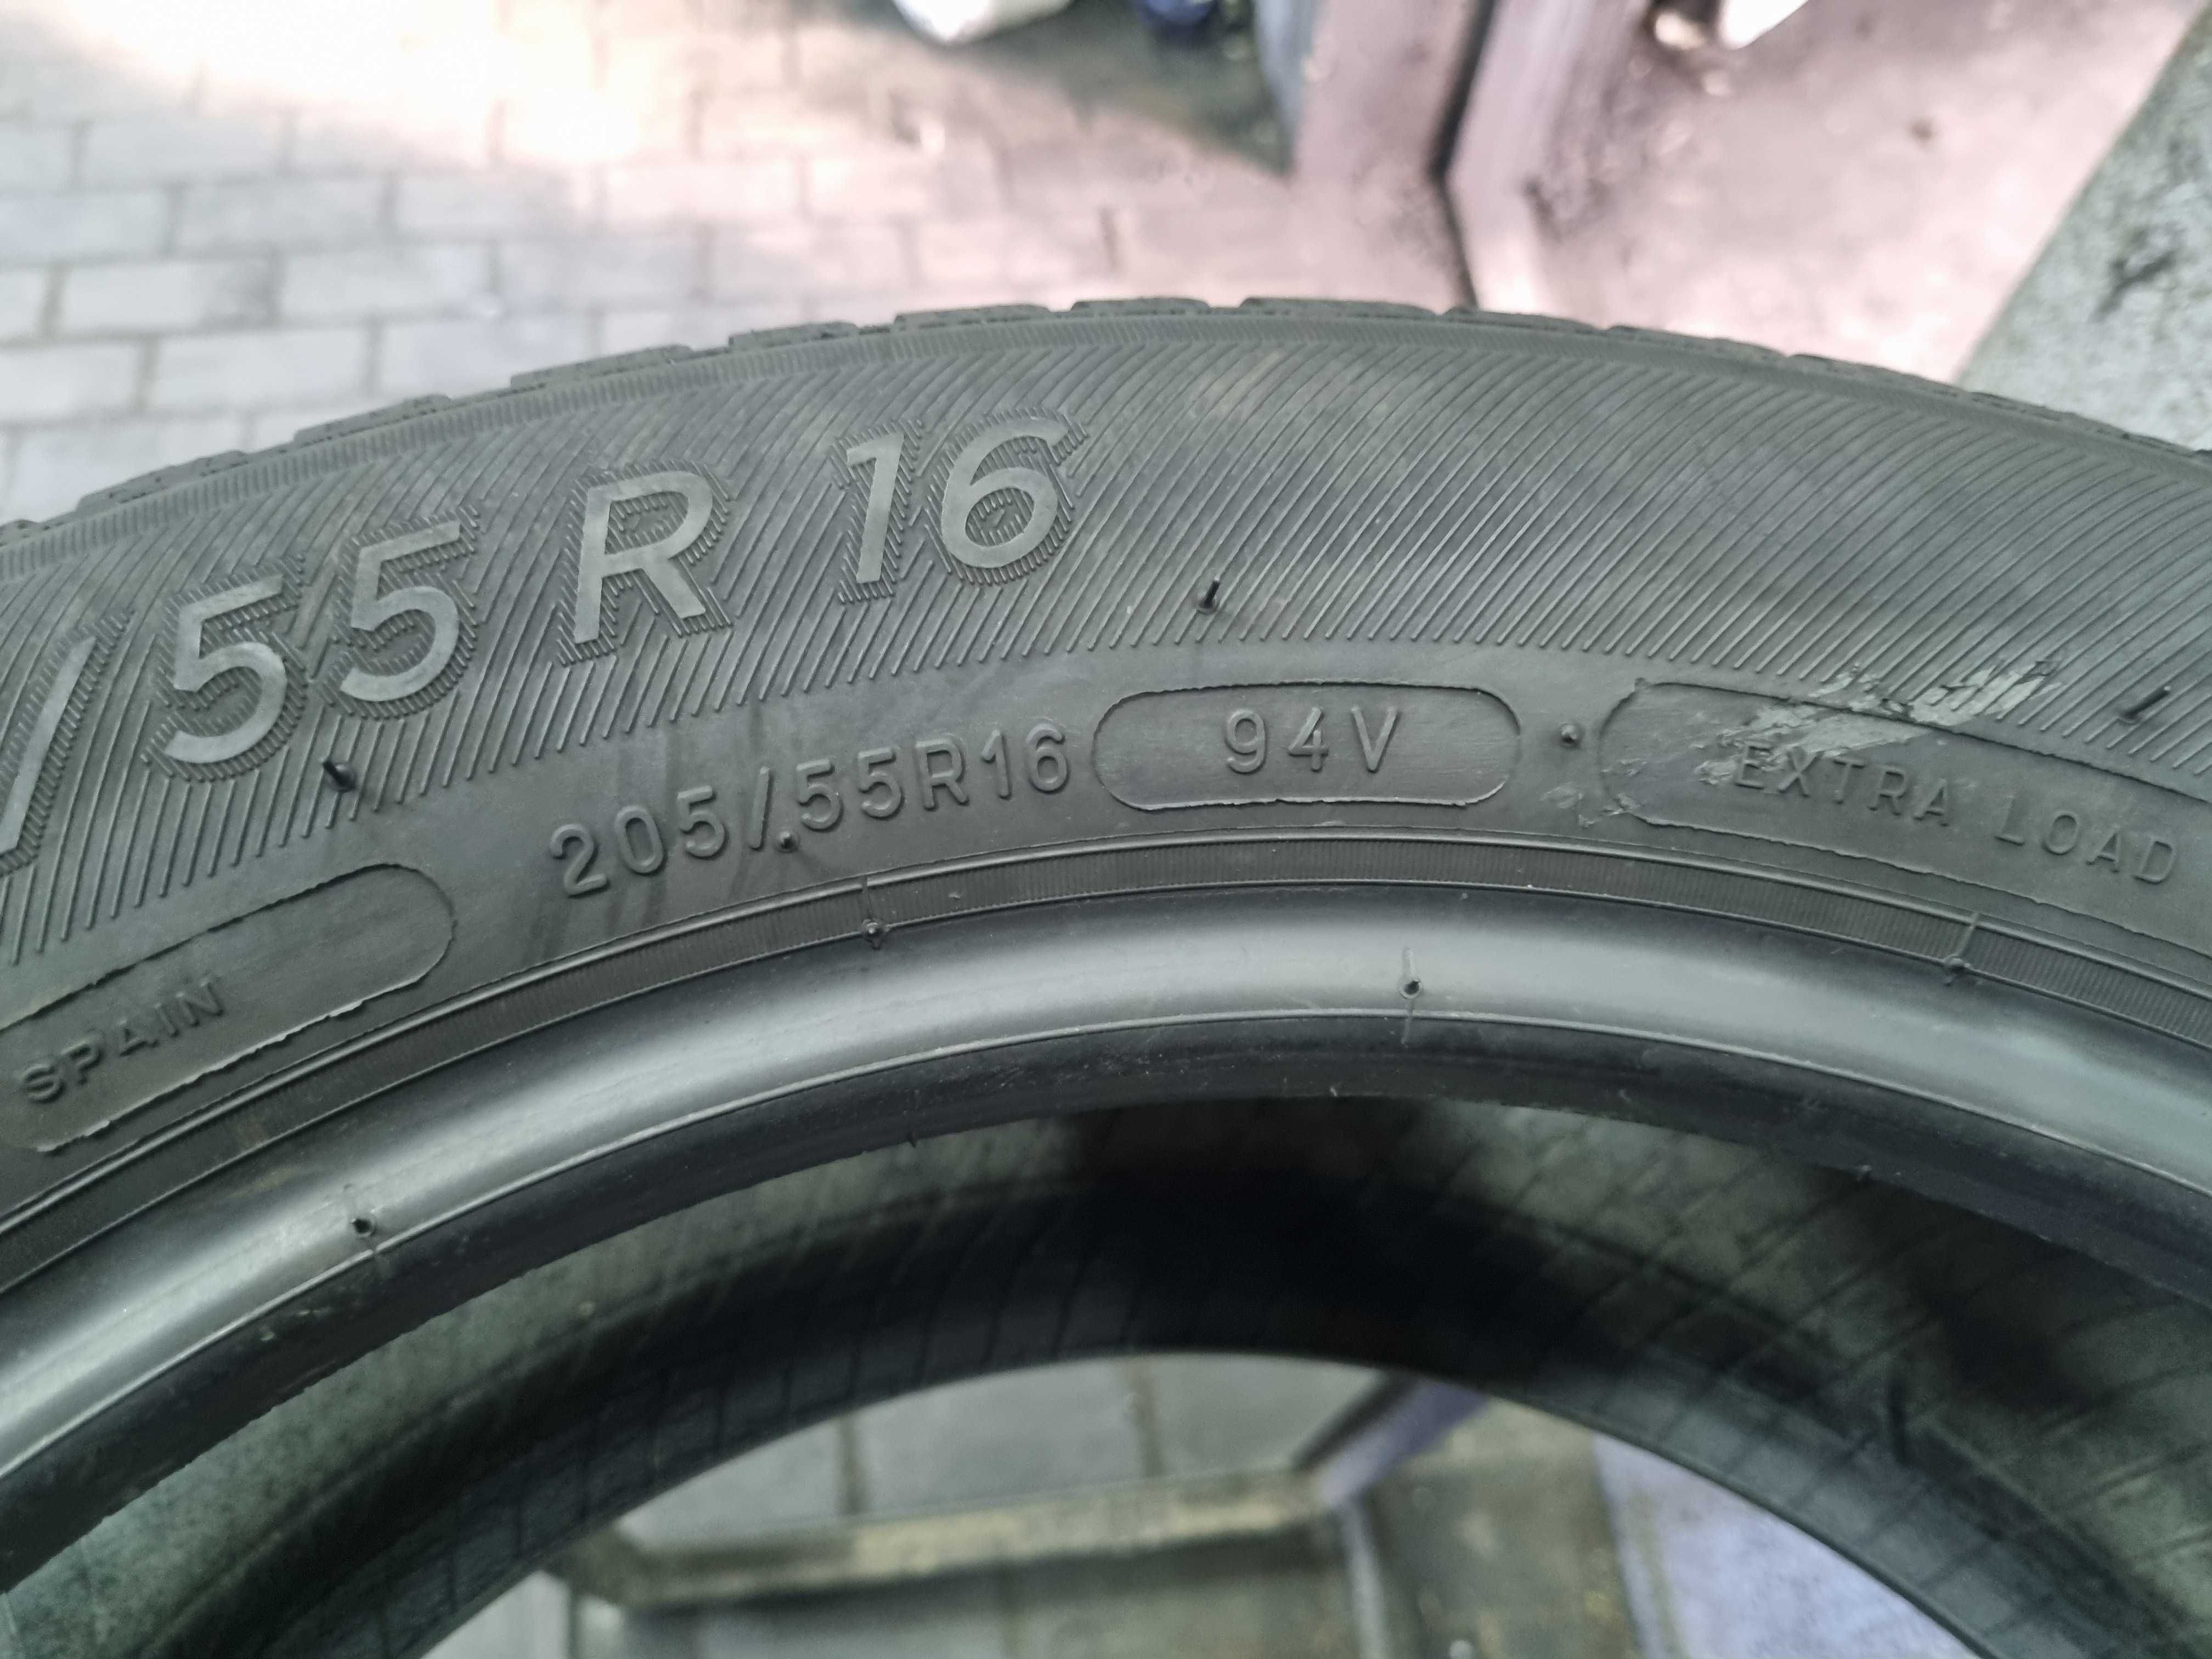 /55 R 16
205/55R16 94V EXTRA LOAD
SPAIN